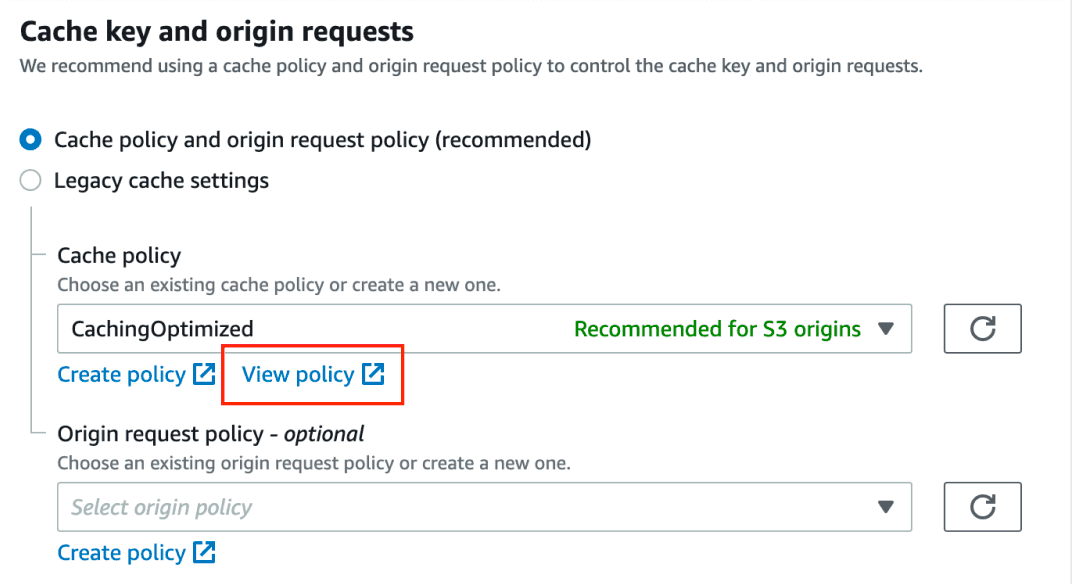 Cache key and origin requests
We recommend using a cache policy and origin request policy to control the cache key and origin requests.
Cache policy and origin request policy (recommended)
Legacy cache settings
Cache policy
Choose an existing cache policy or create a new one.
CachingOptimized Recommended for S3 origins
Create policy View policy
Origin request policy - optional
Choose an existing origin request policy or create a new one.
Select origin policy
Create policy